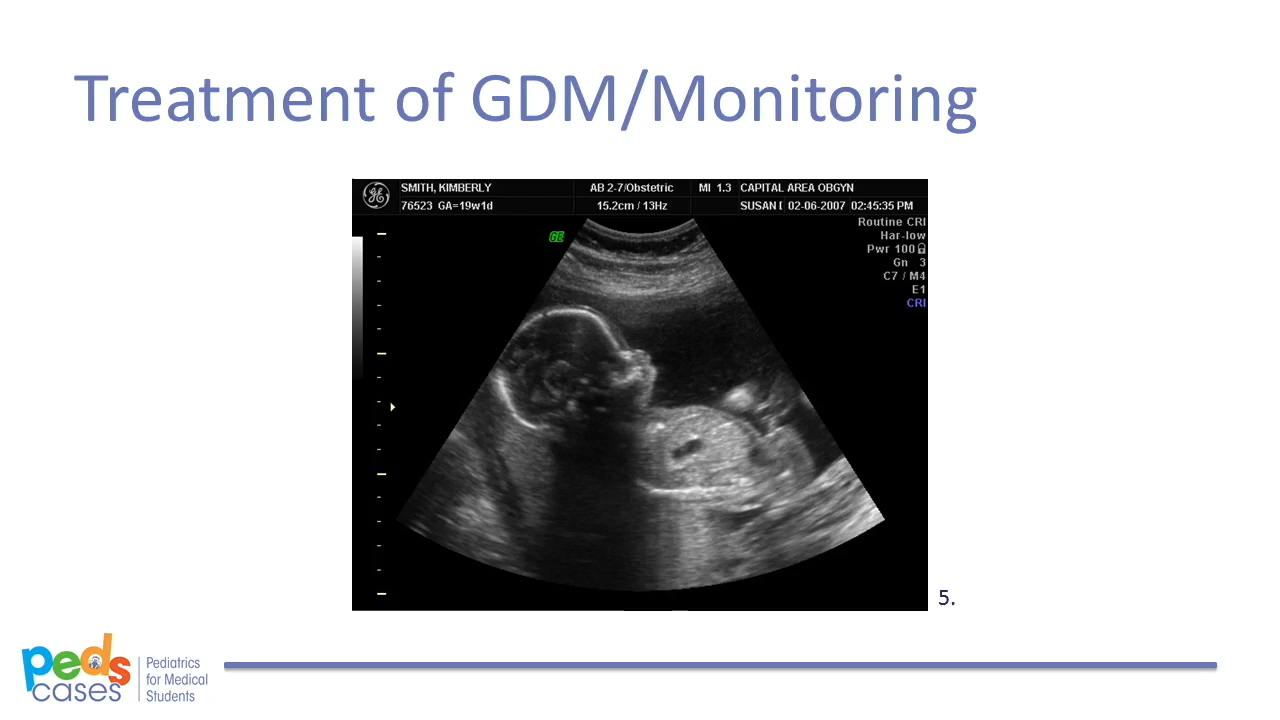 Treatment of GDM/Monitoring
SMITH, KIMBERLY AB 2-7/Obstetric MI 1.3 CAPITAL AREA OBGYN
76523 GA=19w1d 15.2cm / 13Hz SUSAN 02-06-2007 02:45:35 PM
GE
Routine CRI
Har-low
Pwr 100
Gn 3
C7 / M4
E1
CRI
5.
peds
cases
Pediatrics
for Medical
Students